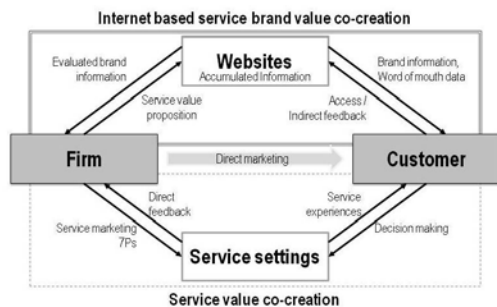 Internet based service brand value co-creation
Evaluated brand
information
Websites
Accumulated Information
Brand information,
Word of mouth data
Service value
proposition
Access /
Indirect feedback
Firm
Direct marketing
Customer
Direct
feedback
Service
experiences
Service marketing
7Ps
Decision making
Service settings
Service value co-creation